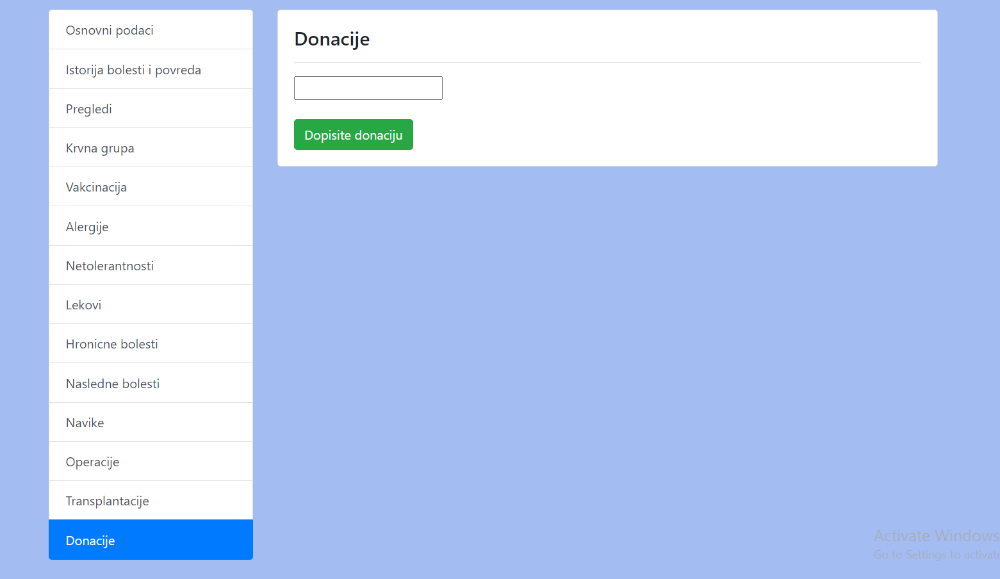 Osnovni podaci
Istorija bolesti i povreda
Pregledi
Krvna grupa
Vakcinacija
Alergije
Netolerantnosti
Lekovi
Hronicne bolesti
Nasledne bolesti
Navike
Operacije
Transplantacije
Donacije
Donacije
Dopisite donaciju
Activate Windows
Go to Settings to activate